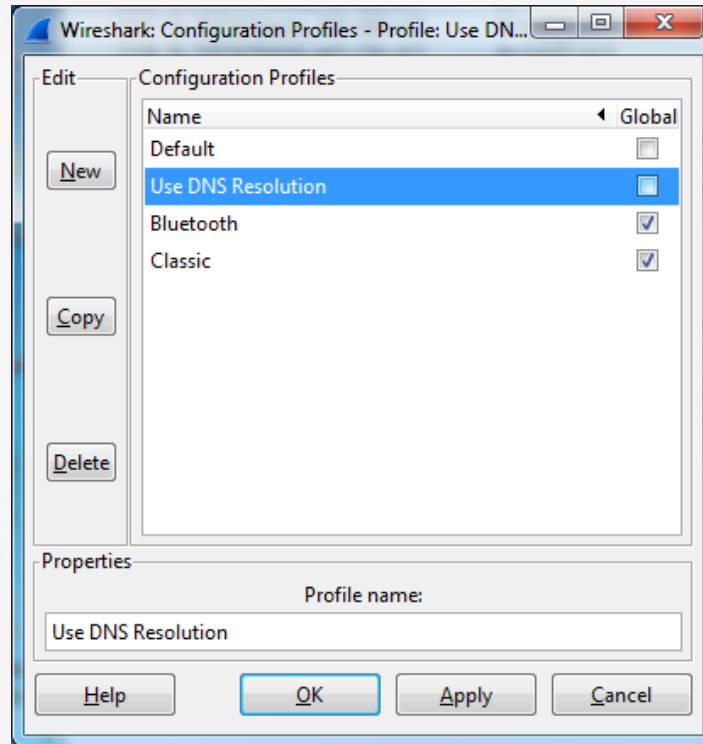 Wireshark: Configuration Profiles - Profile: Use DN...
Edit
Configuration Profiles
Name Global
Default
New
Use DNS Resolution
Bluetooth
Classic
Copy
Delete
Properties
Profile name:
Use DNS Resolution
Help OK Apply Cancel